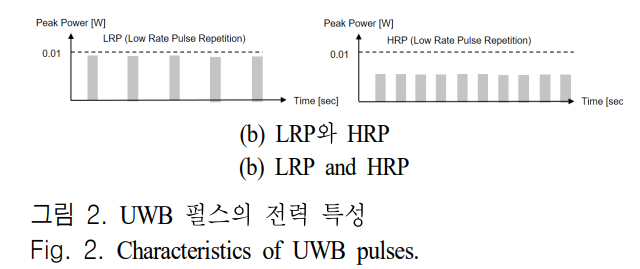 Peak Power [W]
LRP (Low Rate Pulse Repetition)
0.01
Time [sec]
Peak Power [W]
HRP (Low Rate Pulse Repetition)
0.01
Time [sec
(b) LRP와 HRP
(b) LRP and HRP
그림 2. UWB 펄스의 전력 특성
Fig. 2. Characteristics of UWB pulses.